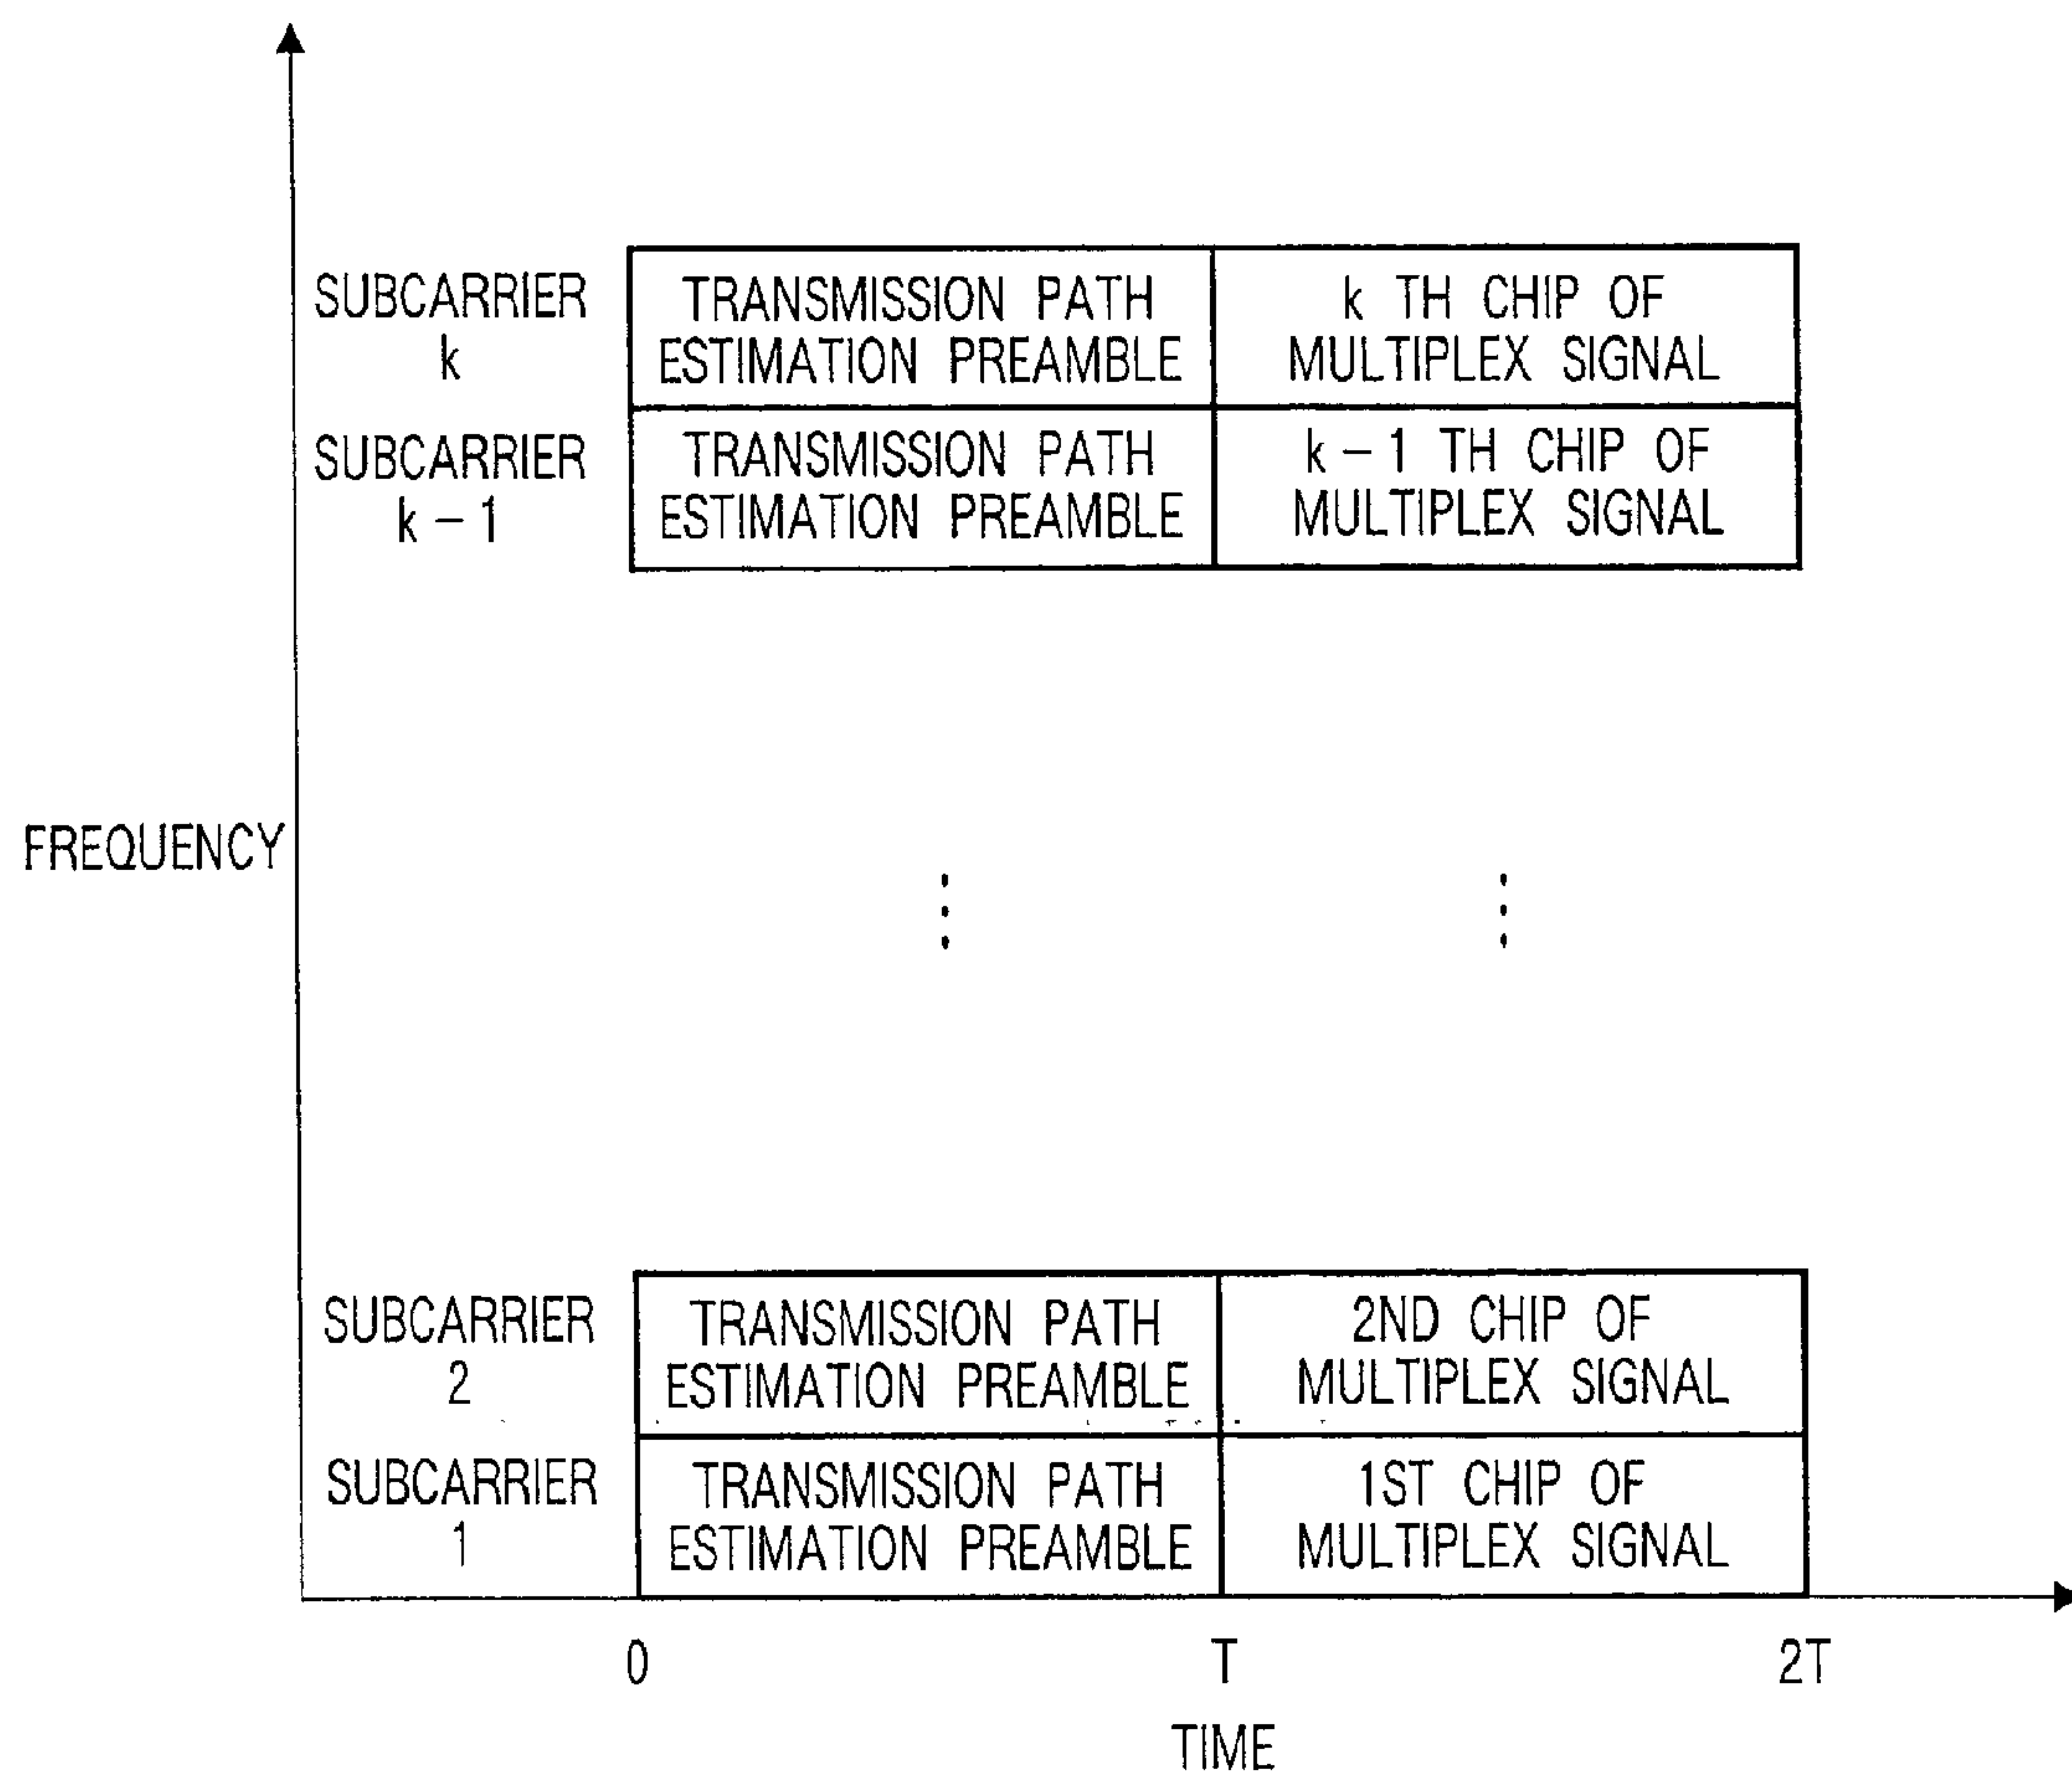 SUBCARRIER
k
TRANSMISSION PATH
ESTIMATION PREAMBLE
k TH CHIP OF
MULTIPLEX SIGNAL
SUBCARRIER
k - 1
TRANSMISSION PATH
ESTIMATION PREAMBLE
k - 1 TH CHIP OF
MULTIPLEX SIGNAL
FREQUENCY
SUBCARRIER
2
TRANSMISSION PATH
ESTIMATION PREAMBLE
2ND CHIP OF
MULTIPLEX SIGNAL
SUBCARRIER
1
TRANSMISSION PATH
ESTIMATION PREAMBLE
1ST CHIP OF
MULTIPLEX SIGNAL
0 T 2T
TIME